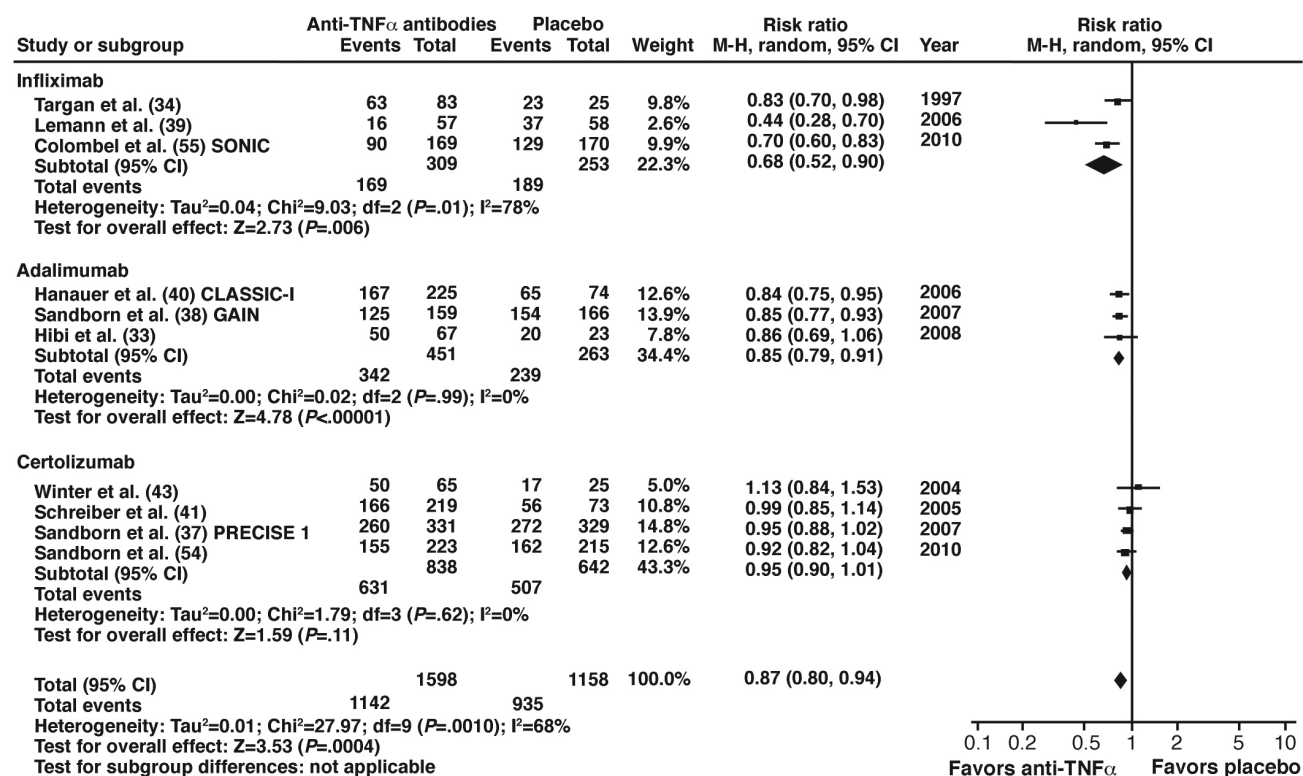 Anti-TNFα antibodies Placebo Risk ratio Risk ratio
Study or subgroup Events Total Events Total Weight M-H, random, 95% CI Year M-H, random, 95% CI
Infliximab
Targan et al. (34) 63 83 23 25 9.8% 0.83 (0.70, 0.98) 1997
Lemann et al. (39) 16 57 37 58 2.6% 0.44 (0.28, 0.70) 2006
Colombel et al. (55) SONIC 90 169 129 170 9.9% 0.70 (0.60, 0.83) 2010
Subtotal (95% CI) 309 253 22.3% 0.68 (0.52, 0.90)
Total events 169 189
Heterogeneity: Tau²=0.04; Chi²=9.03; df=2 (P=.01); I²=78%
Test for overall effect: Z=2.73 (P=.006)
Adalimumab
Hanauer et al. (40) CLASSIC-I 167 225 65 74 12.6% 0.84 (0.75, 0.95) 2006
Sandborn et al. (38) GAIN 125 159 154 166 13.9% 0.85 (0.77, 0.93) 2007
Hibi et al. (33) 50 67 20 23 7.8% 0.86 (0.69, 1.06) 2008
Subtotal (95% CI) 451 263 34.4% 0.85 (0.79, 0.91)
Total events 342 239
Heterogeneity: Tau²=0.00; Chi²=0.02; df=2 (P=.99); I²=0%
Test for overall effect: Z=4.78 (P<.00001)
Certolizumab
Winter et al. (43) 50 65 17 25 5.0% 1.13 (0.84, 1.53) 2004
Schreiber et al. (41) 166 219 56 73 10.8% 0.99 (0.85, 1.14) 2005
Sandborn et al. (37) PRECISE 1 260 331 272 329 14.8% 0.95 (0.88, 1.02) 2007
Sandborn et al. (54) 155 223 162 215 12.6% 0.92 (0.82, 1.04) 2010
Subtotal (95% CI) 838 642 43.3% 0.95 (0.90, 1.01)
Total events 631 507
Heterogeneity: Tau²=0.00; Chi²=1.79; df=3 (P=.62); I²=0%
Test for overall effect: Z=1.59 (P=.11)
Total (95% CI) 1598 1158 100.0% 0.87 (0.80, 0.94)
Total events 1142 935
Heterogeneity: Tau²=0.01; Chi²=27.97; df=9 (P=.0010); I²=68%
Test for overall effect: Z=3.53 (P=.0004)
Test for subgroup differences: not applicable
0.1 0.2 0.5 1 2 5 10
Favors anti-TNFα Favors placebo